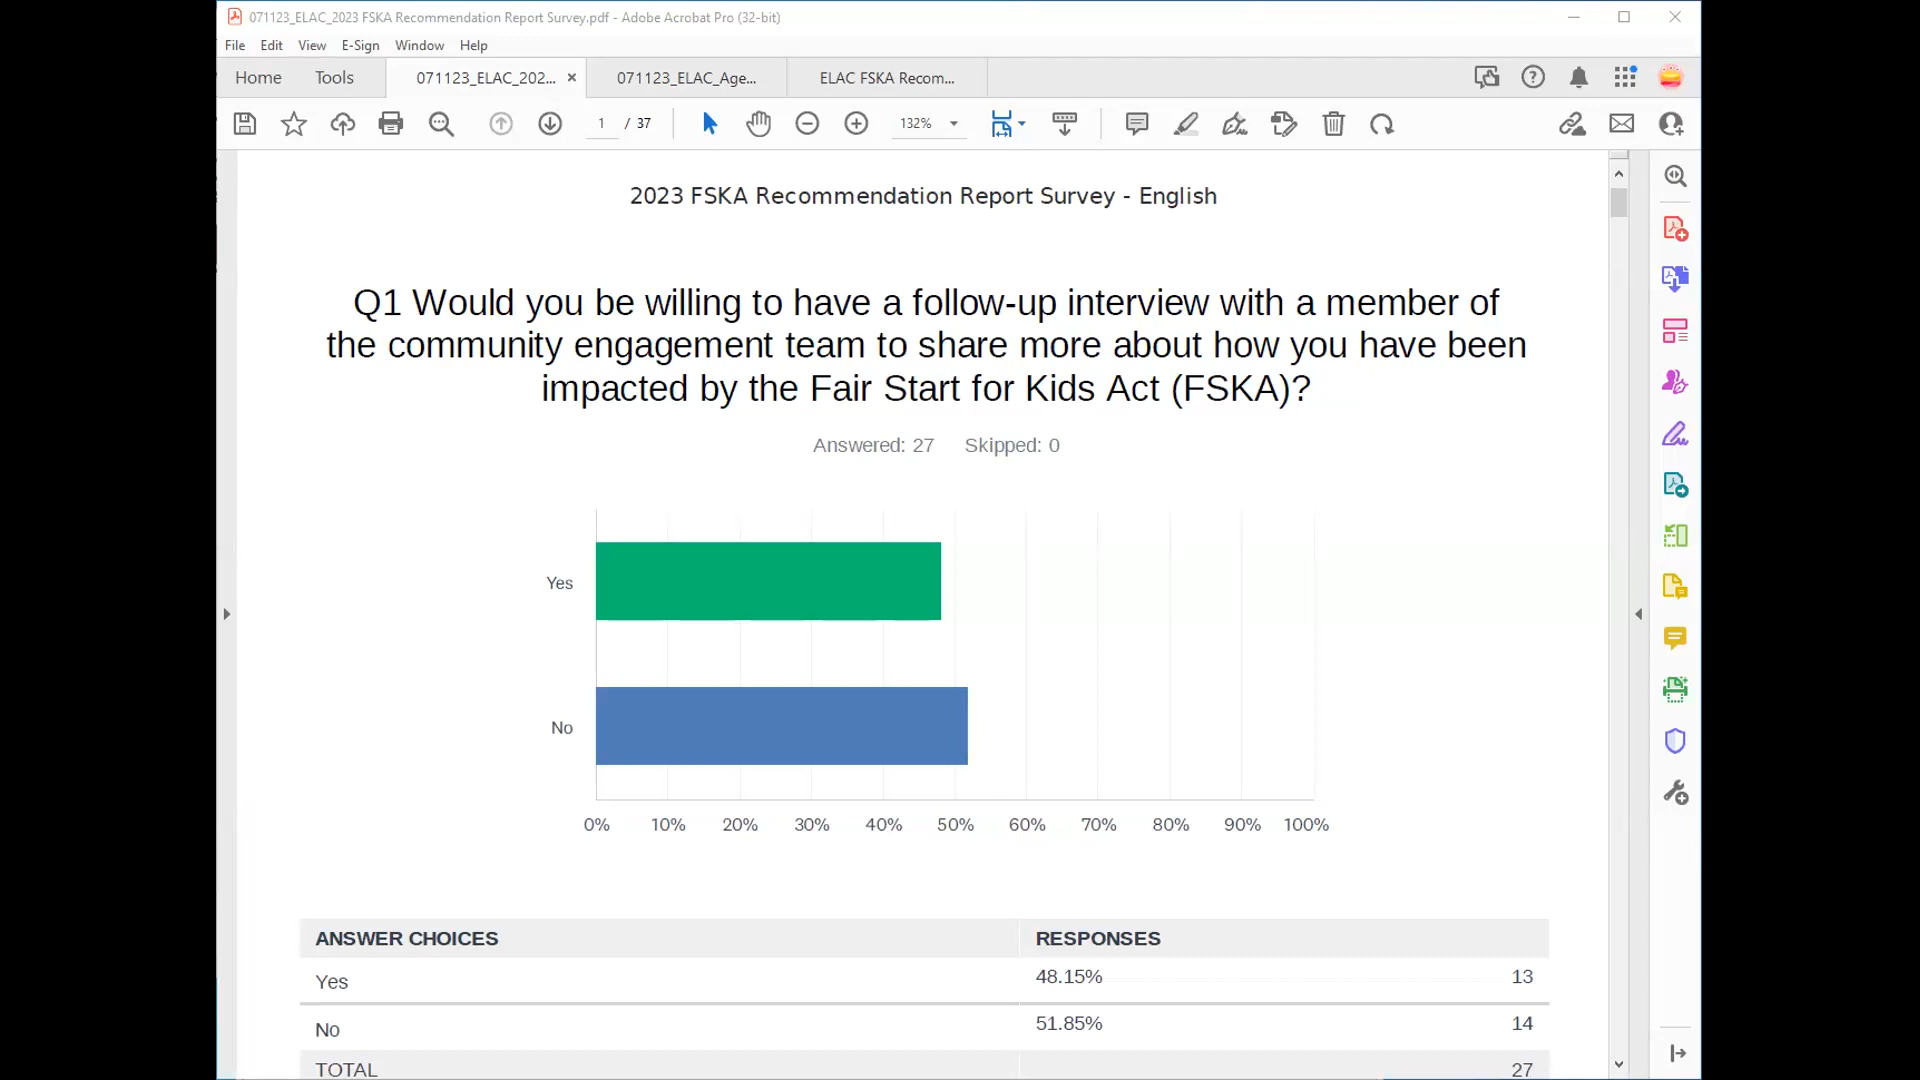 071123_ELAC_2023 FSKA Recommendation Report Survey.pdf - Adobe Acrobat Pro (32-bit)
File Edit View E-Sign Window Help
Home Tools 071123_ELAC_202... × 071123_ELAC_Age... ELAC FSKA Recom...
1 / 37 132%
2023 FSKA Recommendation Report Survey - English
Q1 Would you be willing to have a follow-up interview with a member of
the community engagement team to share more about how you have been
impacted by the Fair Start for Kids Act (FSKA)?
Answered: 27 Skipped: 0
Yes
No
0% 10% 20% 30% 40% 50% 60% 70% 80% 90% 100%
ANSWER CHOICES RESPONSES
Yes 48.15% 13
No 51.85% 14
TOTAL 27